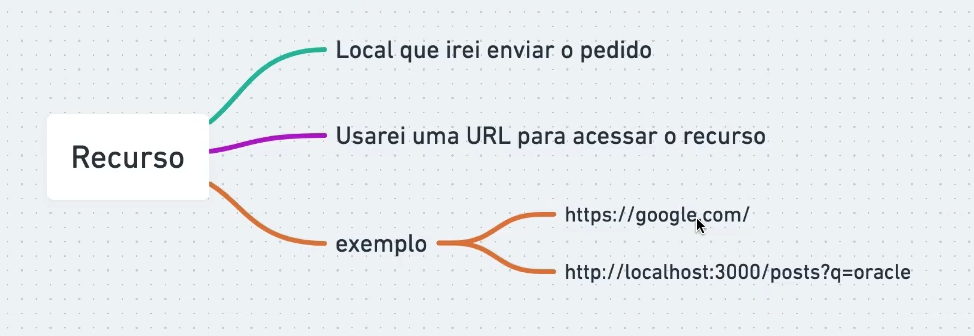 Local que irei enviar o pedido
Usarei uma URL para acessar o recurso
Recurso
https://google.com/
exemplo
http://localhost:3000/posts?q=oracle